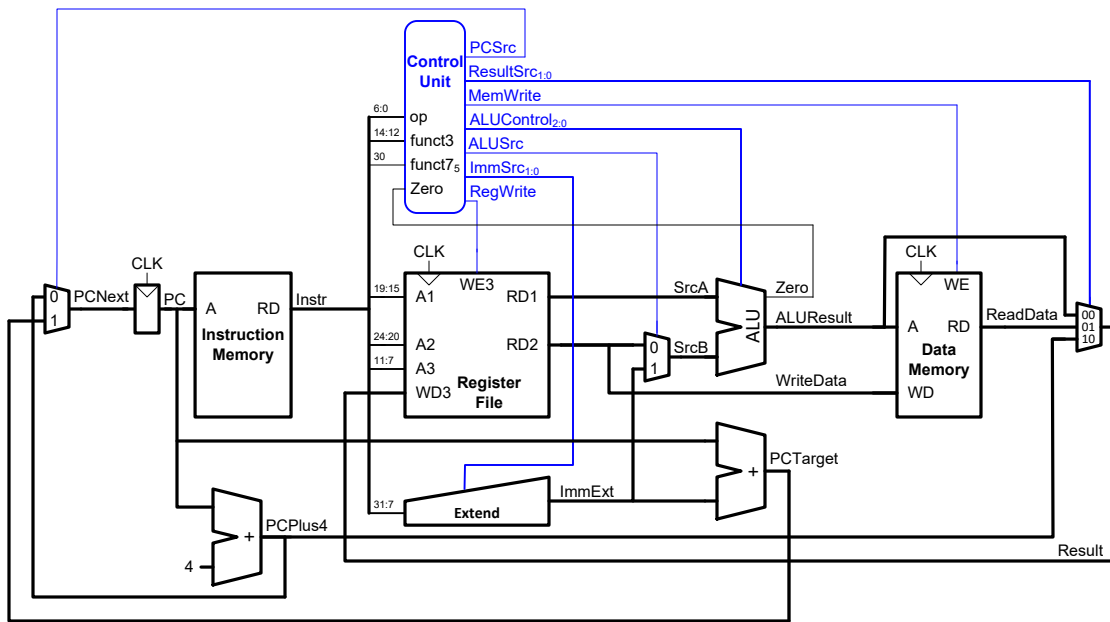 PCSrc
Control
Unit
ResultSrc1:0
MemWrite
6:0
op
ALUControl2:0
14:12
funct3
ALUSrc
30
funct75
ImmSrc1:0
Zero
RegWrite
CLK
CLK
CLK
0
1
PCNext
PC
A
RD
Instruction
Memory
Instr
19:15
A1
WE3
RD1
24:20
A2
RD2
11:7
A3
WD3
Register
File
SrcA
0
1
SrcB
ALU
Zero
ALUResult
WE
A
RD
Data
Memory
WD
ReadData
00
01
10
WriteData
31:7
Extend
ImmExt
+
PCTarget
+
PCPlus4
4
Result